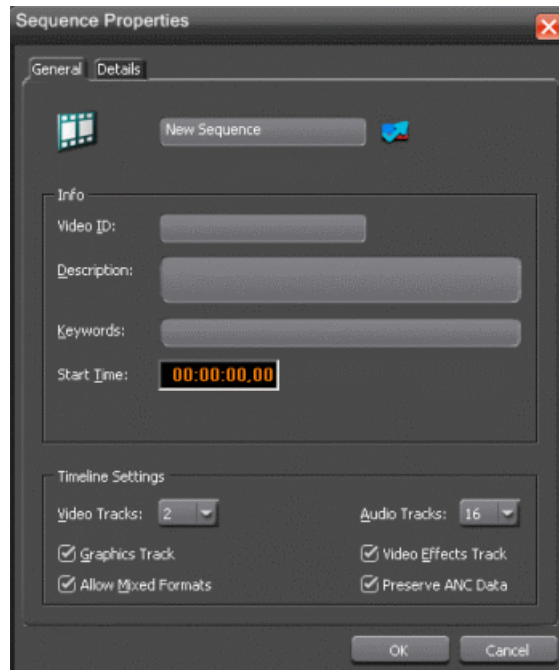 Sequence Properties
General Details
New Sequence
Info
Video ID:
Description:
Keywords:
Start Time: 00:00:00,00
Timeline Settings
Video Tracks: 2 Audio Tracks: 16
Graphics Track Video Effects Track
Allow Mixed Formats Preserve ANC Data
OK Cancel